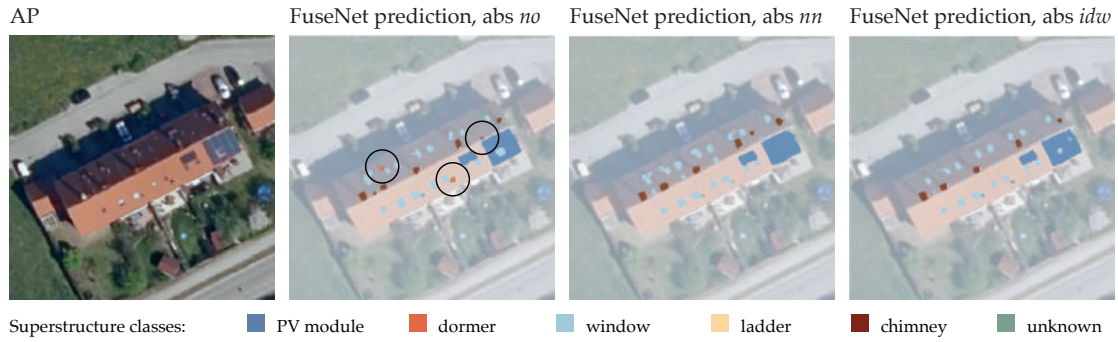 AP
FuseNet prediction, abs no
FuseNet prediction, abs nn
FuseNet prediction, abs idw
Superstructure classes:
PV module
dormer
window
ladder
chimney
unknown